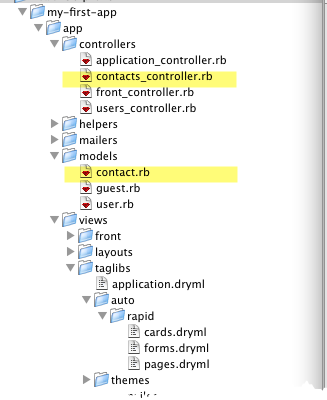 my-first-app
app
controllers
application_controller.rb
contacts_controller.rb
front_controller.rb
users_controller.rb
helpers
mailers
models
contact.rb
guest.rb
user.rb
views
front
layouts
taglibs
application.dryml
auto
rapid
cards.dryml
forms.dryml
pages.dryml
themes